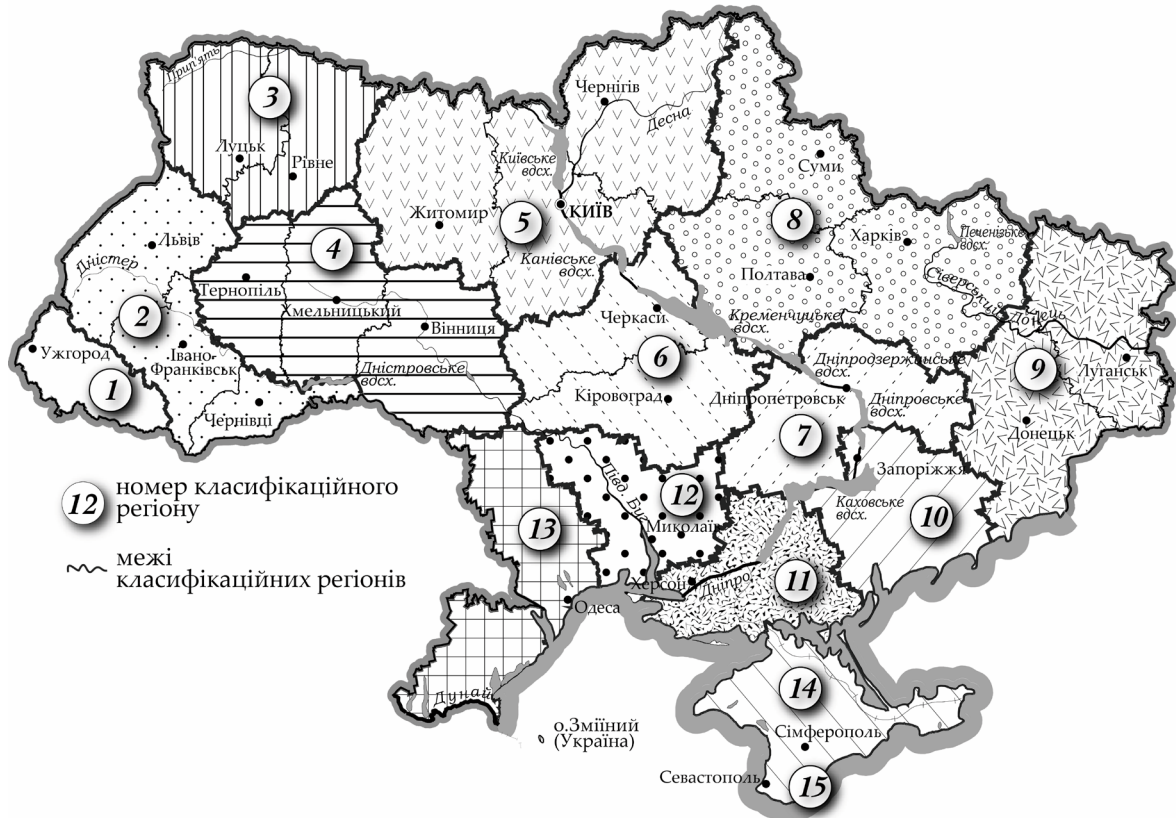 Прип'ять
3
Луцьк
Рівне
Чернігів
Десна
Київське
вдсх.
КИЇВ
Житомир
5
Канівське
вдсх.
Суми
8
Харків
Печенізьке
вдсх.
Полтава
Сіверський Донець
Кременчуцьке
вдсх.
Львів
Дністер
4
Тернопіль
Хмельницький
Вінниця
2
Івано-
Франківськ
Дністровське
вдсх.
Ужгород
1
Чернівці
Черкаси
6
Кіровоград
Дніпродзержинське
вдсх.
Дніпропетровськ
Дніпровське
вдсх.
7
9
Луганськ
Донецьк
Запоріжжя
Каховське
вдсх.
10
12
номер класифікаційного
регіону
межі
класифікаційних регіонів
13
Півд. Буг
12
Миколаїв
Херсон
Дніпро
11
Одеса
Дунай
о.Зміїний
(Україна)
14
Сімферополь
Севастополь
15